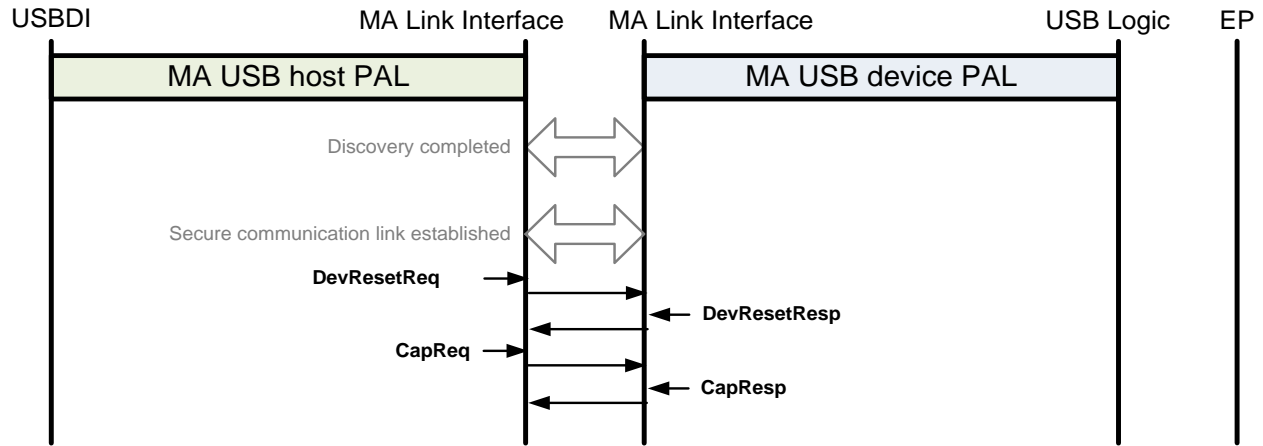 USBDI
MA Link Interface
MA Link Interface
USB Logic
EP
MA USB host PAL
MA USB device PAL
Discovery completed
Secure communication link established
DevResetReq
DevResetResp
CapReq
CapResp